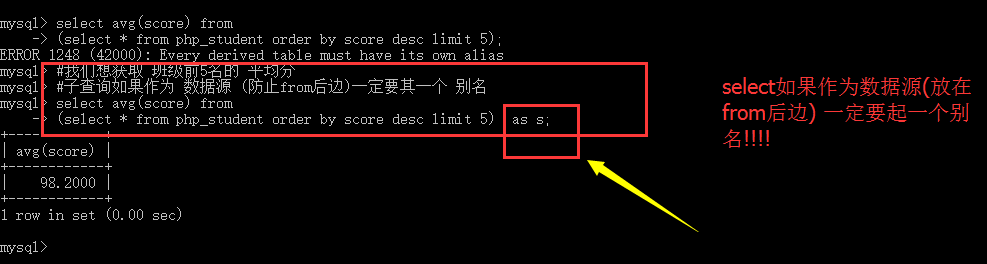 mysql> select avg(score) from
-> (select * from php_student order by score desc limit 5);
ERROR 1248 (42000): Every derived table must have its own alias
mysql> #我们想获取 班级前5名的 平均分
mysql> #子查询如果作为 数据源 (防止from后边)一定要其一个 别名
mysql> select avg(score) from
-> (select * from php_student order by score desc limit 5) as s;
+------------+
| avg(score) |
+------------+
| 98.2000 |
+------------+
1 row in set (0.00 sec)
mysql>
select如果作为数据源(放在
from后边) 一定要起一个别
名!!!!